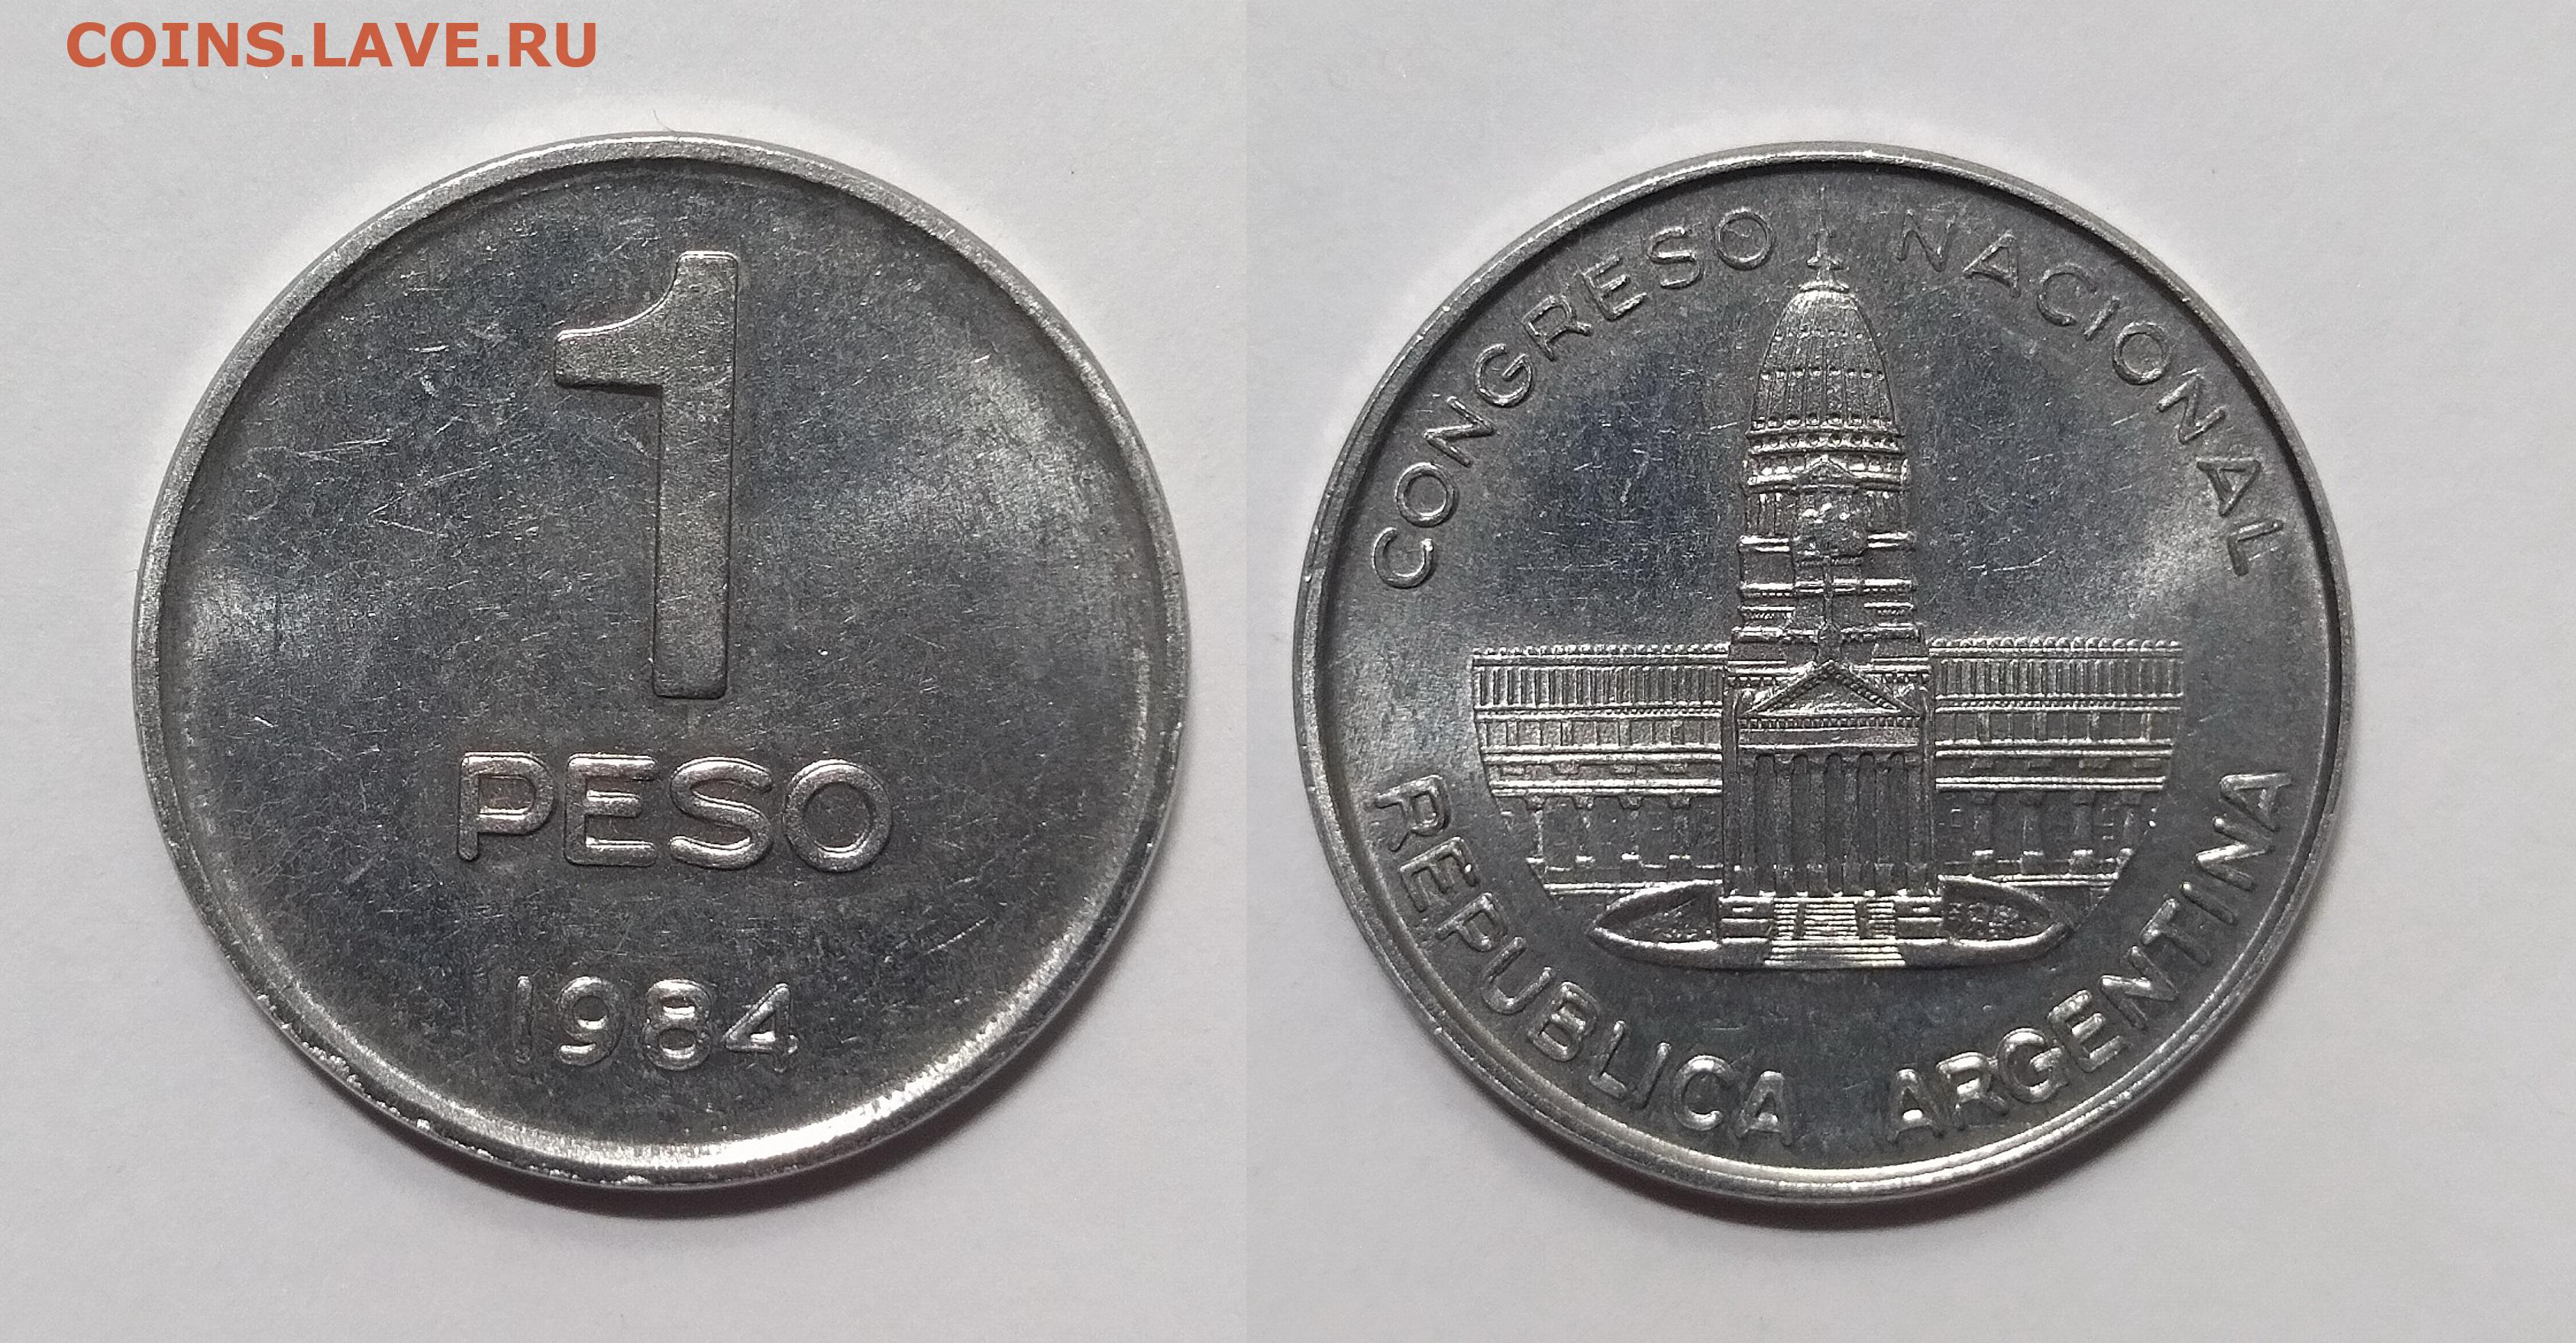 COINS.LAVE.RU
1
PESO
1984
CONGRESO NACIONAL
REPUBLICA ARGENTINA